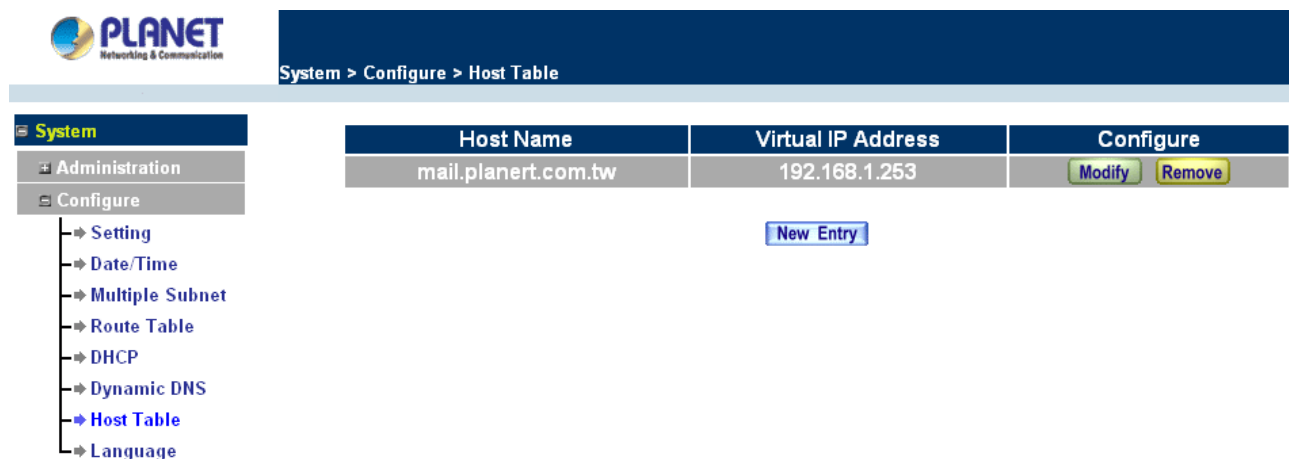 PLANET
Networking & Communication
System > Configure > Host Table
System
Administration
Configure
Setting
Date/Time
Multiple Subnet
Route Table
DHCP
Dynamic DNS
Host Table
Language
Host Name Virtual IP Address Configure
mail.planert.com.tw 192.168.1.253 Modify Remove
New Entry